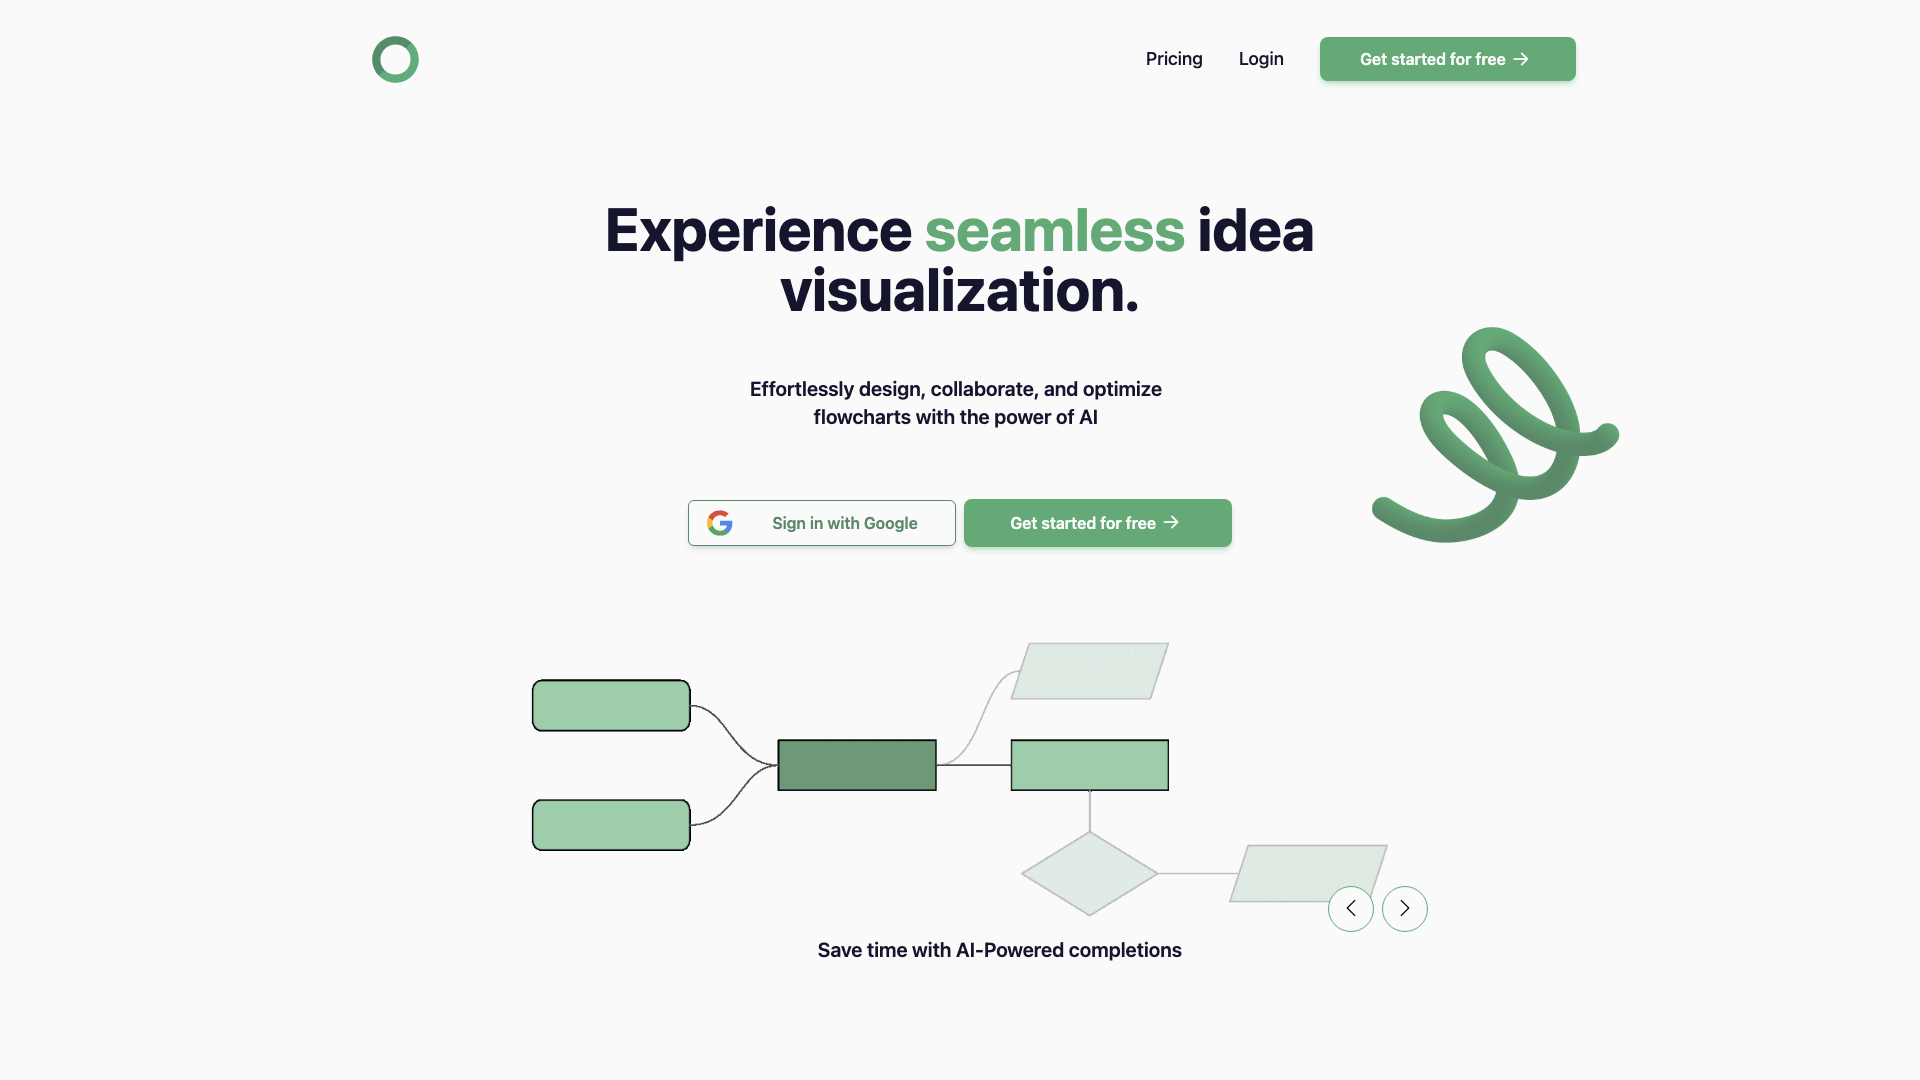 Pricing
Login
Get started for free →
Experience seamless idea
visualization.
Effortlessly design, collaborate, and optimize
flowcharts with the power of AI
Sign in with Google
Get started for free →
Save time with AI-Powered completions